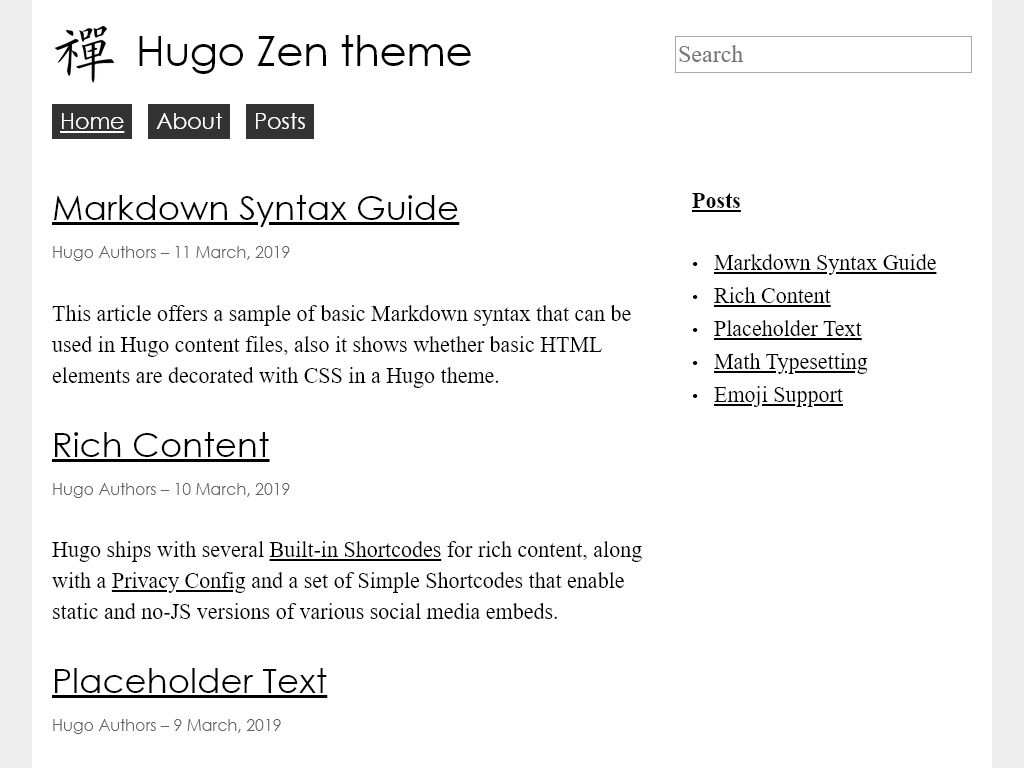 禪 Hugo Zen theme
Search
Home About Posts
Markdown Syntax Guide
Hugo Authors – 11 March, 2019
This article offers a sample of basic Markdown syntax that can be
used in Hugo content files, also it shows whether basic HTML
elements are decorated with CSS in a Hugo theme.
Rich Content
Hugo Authors – 10 March, 2019
Hugo ships with several Built-in Shortcodes for rich content, along
with a Privacy Config and a set of Simple Shortcodes that enable
static and no-JS versions of various social media embeds.
Placeholder Text
Hugo Authors – 9 March, 2019
Posts
• Markdown Syntax Guide
• Rich Content
• Placeholder Text
• Math Typesetting
• Emoji Support